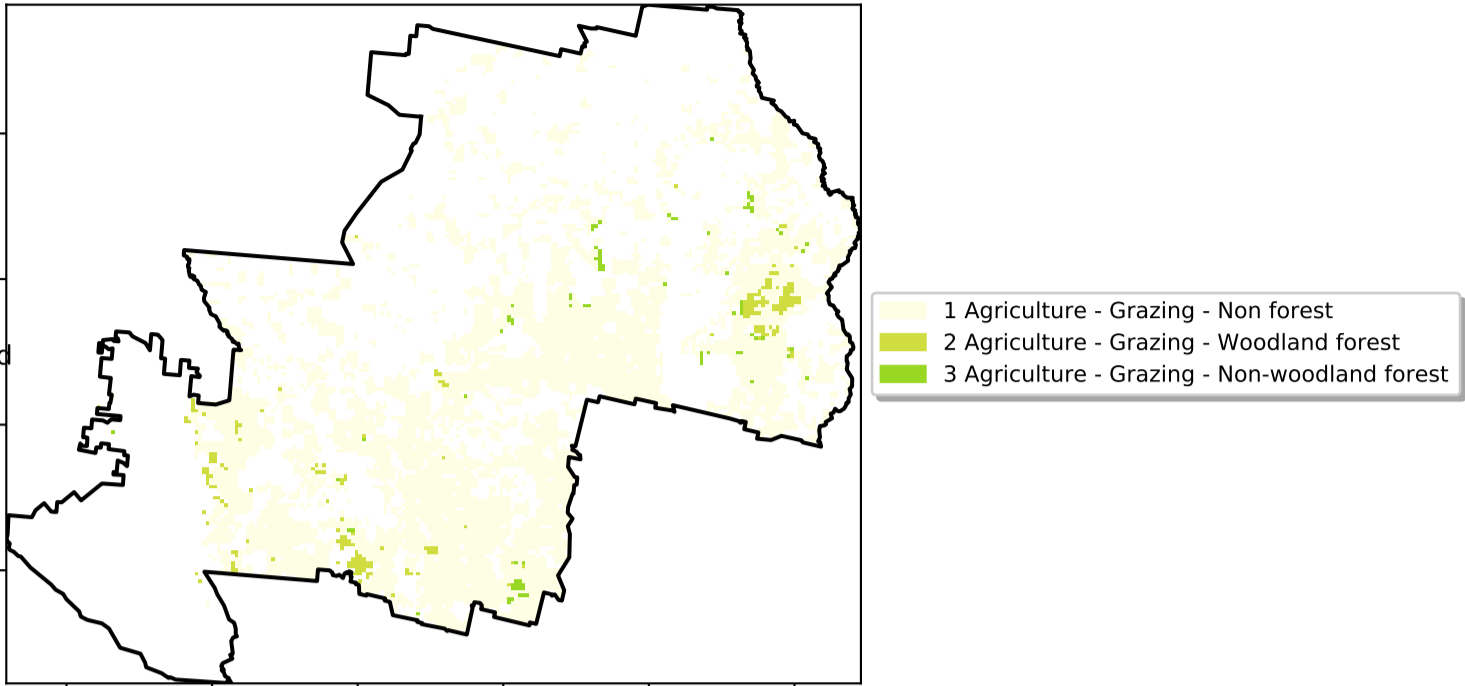 1 Agriculture - Grazing - Non forest
2 Agriculture - Grazing - Woodland forest
3 Agriculture - Grazing - Non-woodland forest